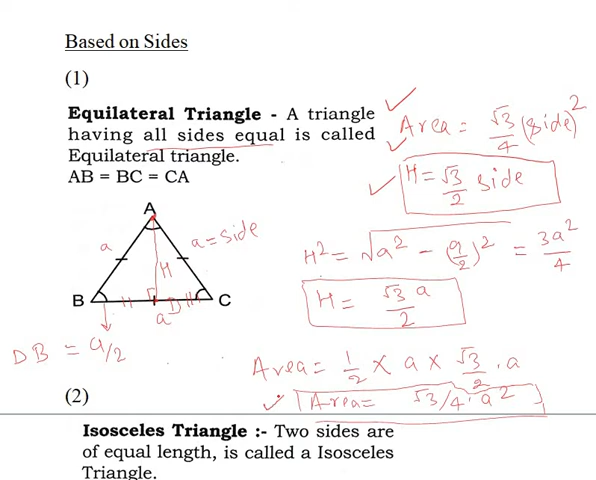 Based on Sides
(1)
Equilateral Triangle - A triangle
having all sides equal is called
Equilateral triangle.
AB = BC = CA
Area = √3/4 (side)²
H = √3/2 side
A
a
a = side
H
B
C
D
a
DB = a/2
H² = √a² - (a/2)² = 3a²/4
H = √3 a/2
Area = 1/2 × a × √3/2 . a
Area = √3/4 . a²
(2)
Isosceles Triangle :- Two sides are
of equal length, is called a Isosceles
Triangle.